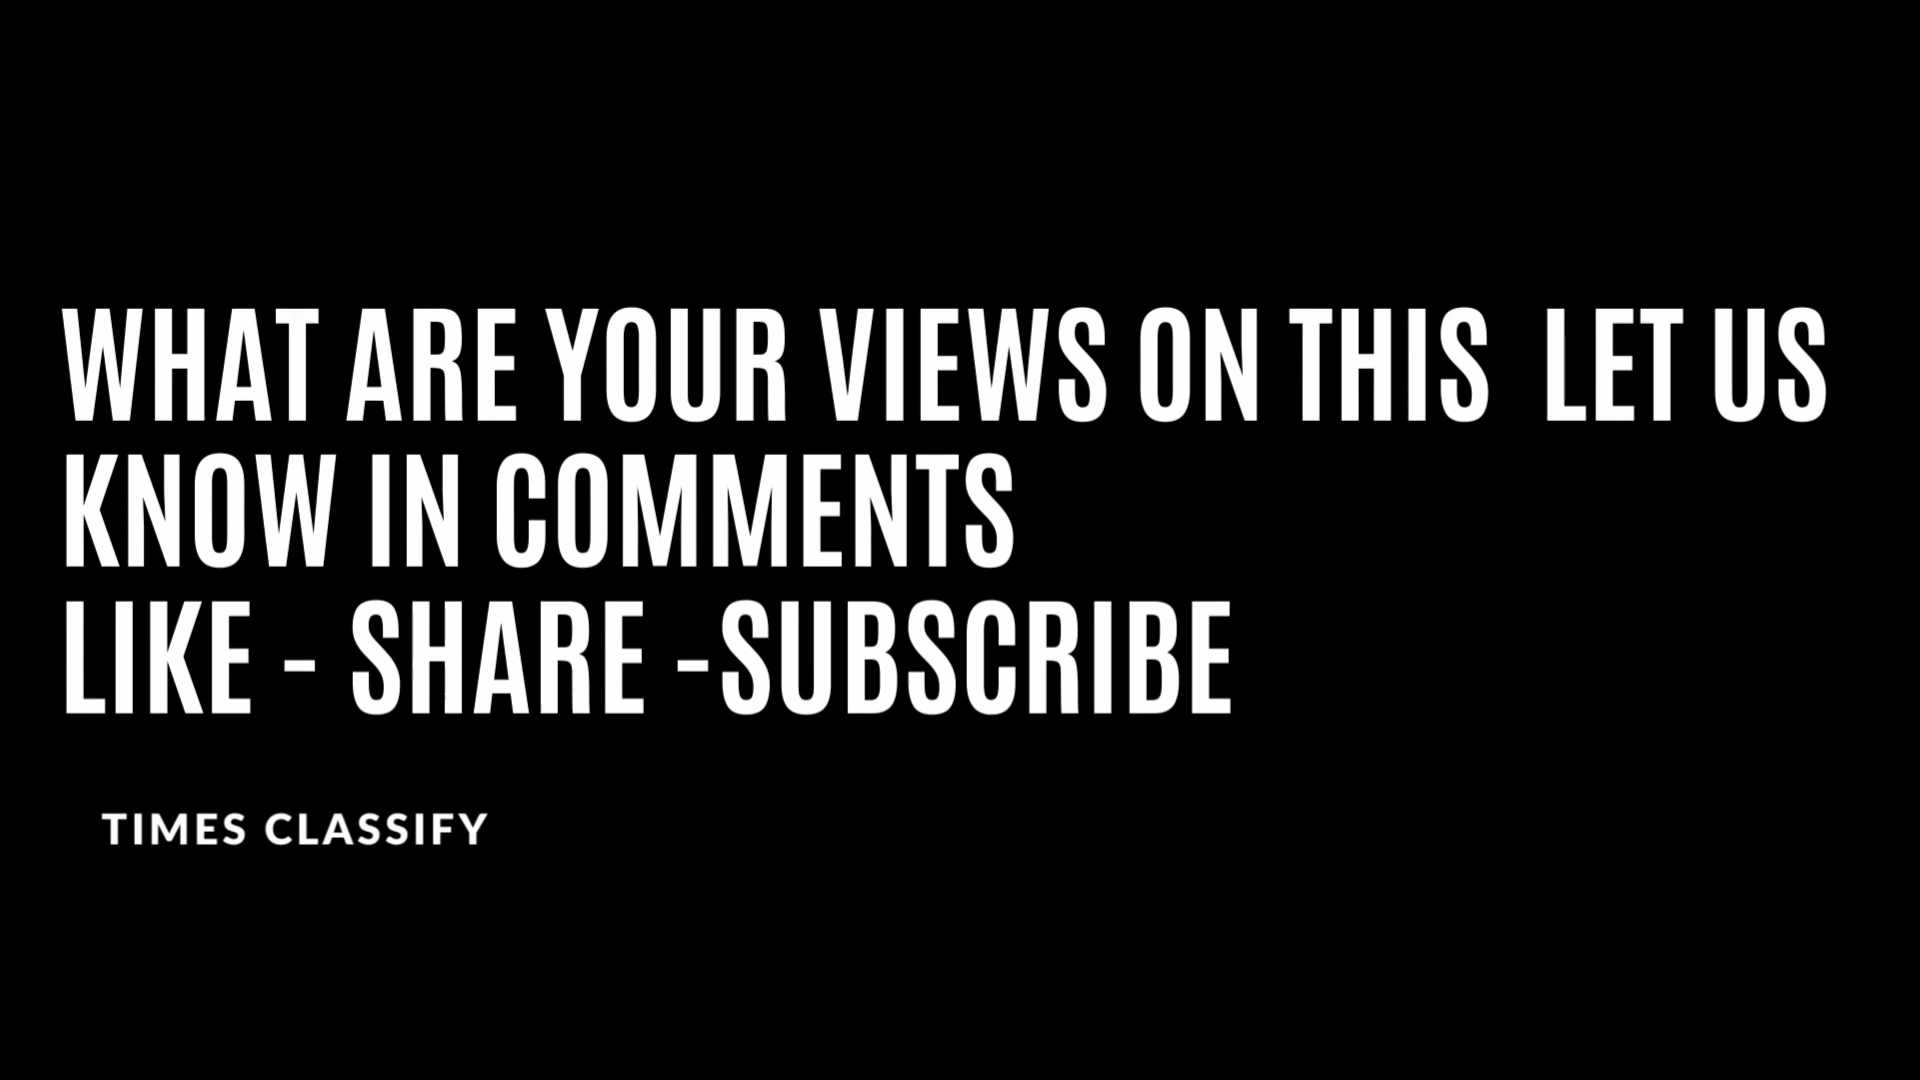 WHAT ARE YOUR VIEWS ON THIS  LET US
KNOW IN COMMENTS
LIKE - SHARE -SUBSCRIBE
TIMES CLASSIFY